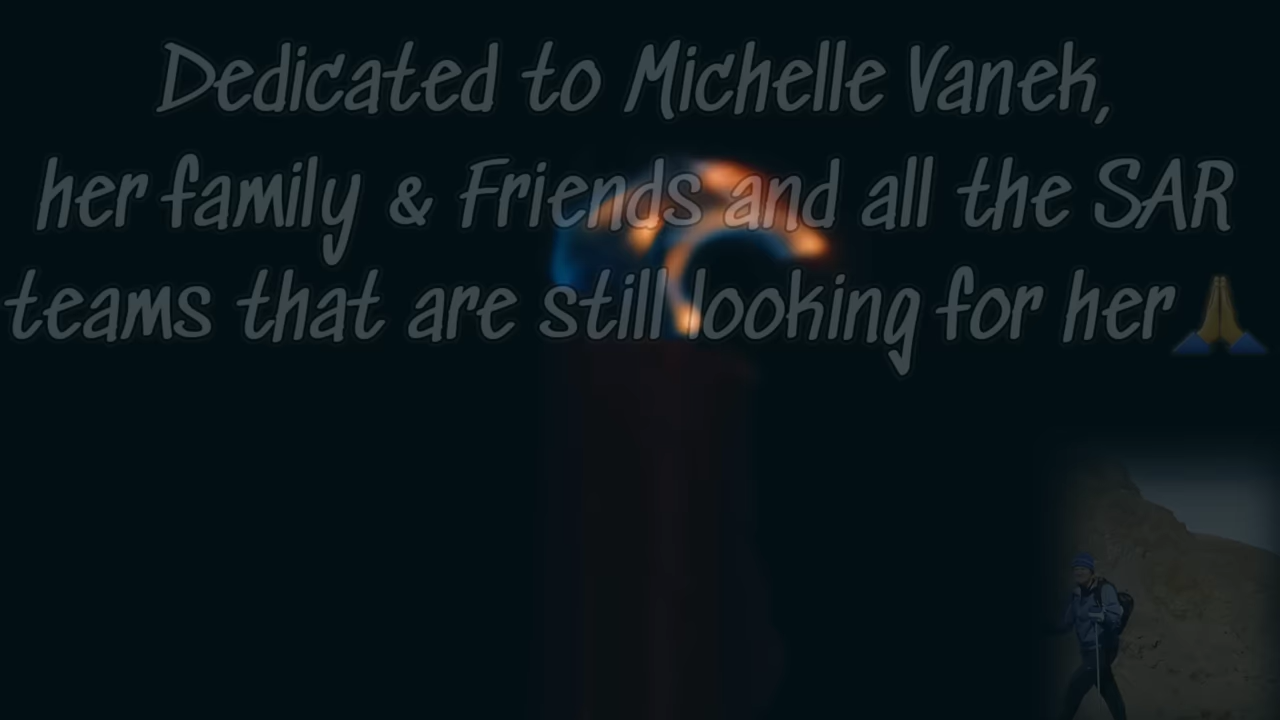 Dedicated to Michelle Vanek,
her family & Friends and all the SAR
teams that are still looking for her 🙏